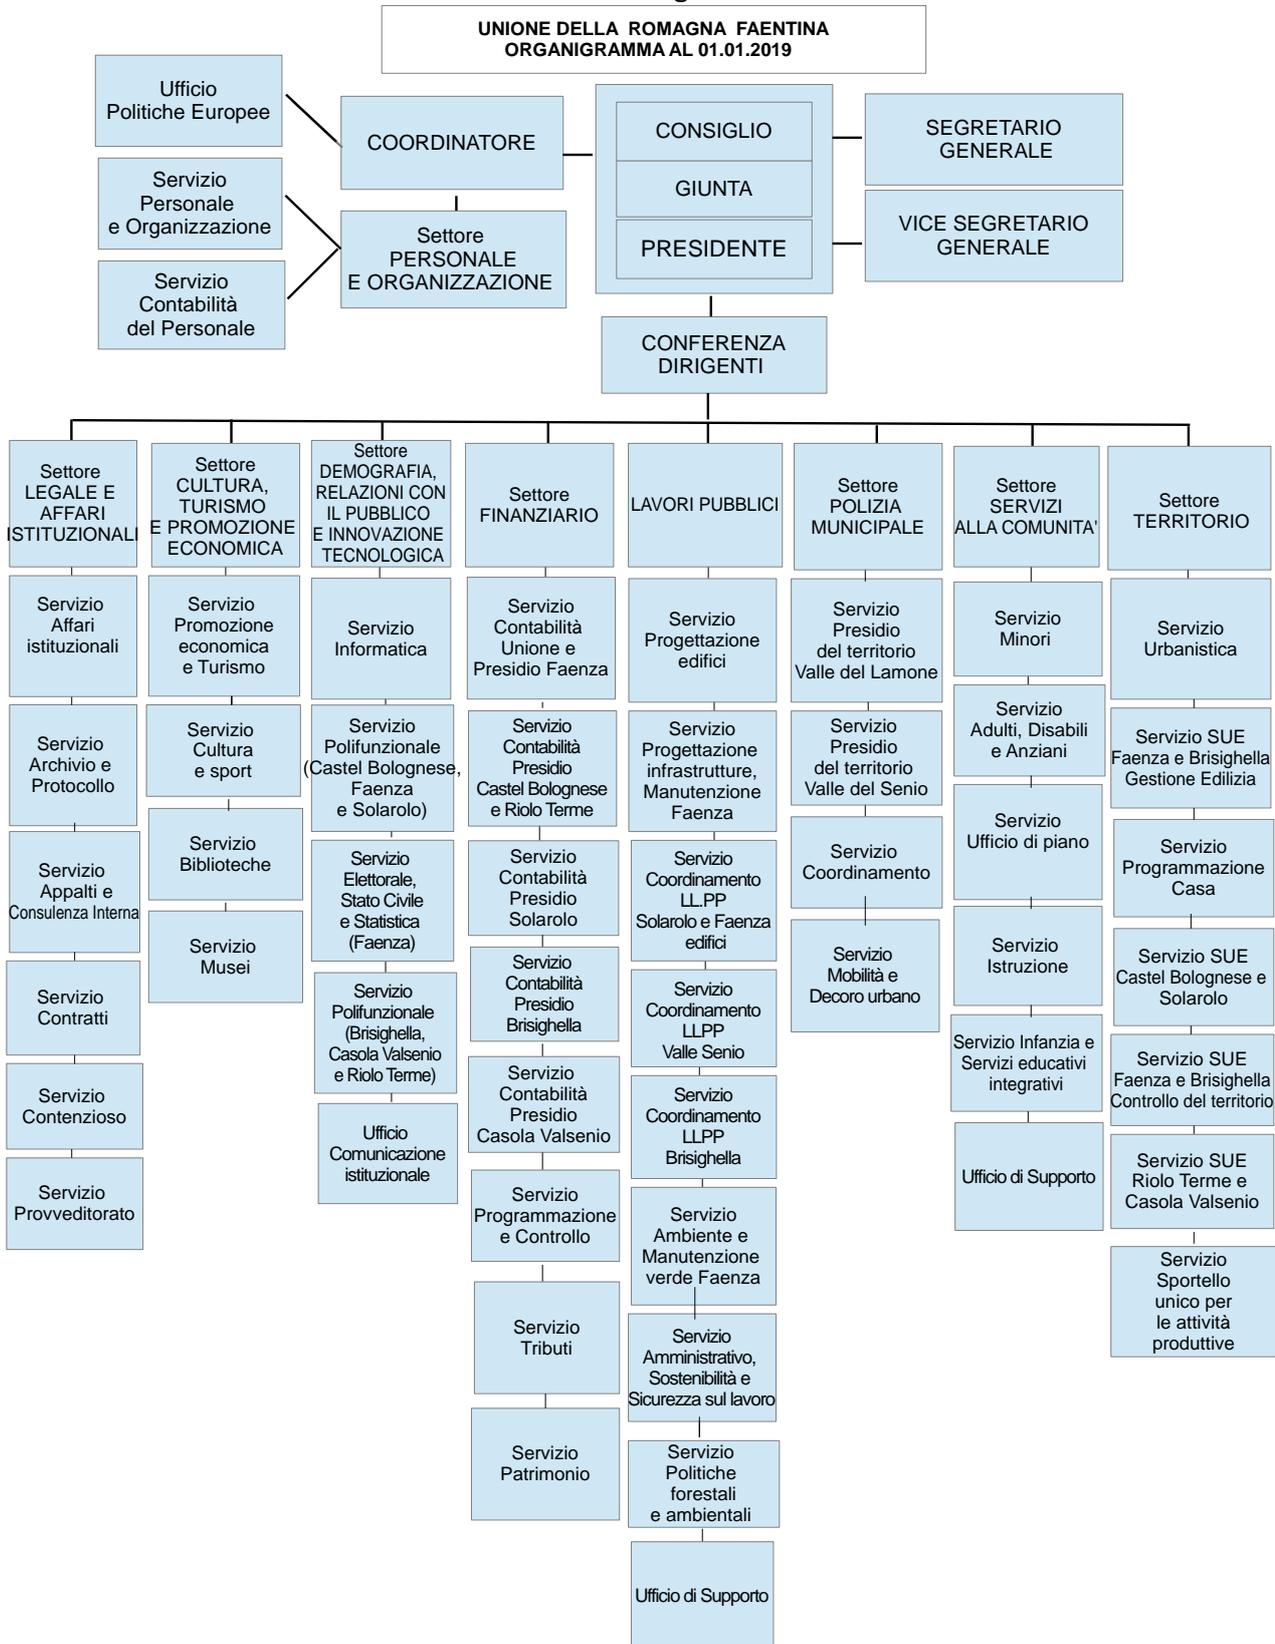 UNIONE DELLA ROMAGNA FAENTINA
ORGANIGRAMMA AL 01.01.2019
Ufficio
Politiche Europee
COORDINATORE
CONSIGLIO
GIUNTA
PRESIDENTE
SEGRETARIO
GENERALE
VICE SEGRETARIO
GENERALE
Servizio
Personale
e Organizzazione
Settore
PERSONALE
E ORGANIZZAZIONE
Servizio
Contabilità
del Personale
CONFERENZA
DIRIGENTI
Settore
LEGALE E
AFFARI
ISTITUZIONALI
Servizio
Affari
istituzionali
Servizio
Archivio e
Protocollo
Servizio
Appalti e
Consulenza Interna
Servizio
Contratti
Servizio
Contenzioso
Servizio
Provveditorato
Settore
CULTURA,
TURISMO
E PROMOZIONE
ECONOMICA
Servizio
Promozione
economica
e Turismo
Servizio
Cultura
e sport
Servizio
Biblioteche
Servizio
Musei
Settore
DEMOGRAFIA,
RELAZIONI CON
IL PUBBLICO
E INNOVAZIONE
TECNOLOGICA
Servizio
Informatica
Servizio
Polifunzionale
(Castel Bolognese,
Faenza
e Solarolo)
Servizio
Elettorale,
Stato Civile
e Statistica
(Faenza)
Servizio
Polifunzionale
(Brisighella,
Casola Valsenio
e Riolo Terme)
Ufficio
Comunicazione
istituzionale
Settore
FINANZIARIO
Servizio
Contabilità
Unione e
Presidio Faenza
Servizio
Contabilità
Presidio
Castel Bolognese
e Riolo Terme
Servizio
Contabilità
Presidio
Solarolo
Servizio
Contabilità
Presidio
Brisighella
Servizio
Contabilità
Presidio
Casola Valsenio
Servizio
Programmazione
e Controllo
Servizio
Tributi
Servizio
Patrimonio
LAVORI PUBBLICI
Servizio
Progettazione
edifici
Servizio
Progettazione
infrastrutture,
Manutenzione
Faenza
Servizio
Coordinamento
LL.PP
Solarolo e Faenza
edifici
Servizio
Coordinamento
LLPP
Valle Senio
Servizio
Coordinamento
LLPP
Brisighella
Servizio
Ambiente e
Manutenzione
verde Faenza
Servizio
Amministrativo,
Sostenibilità e
Sicurezza sul lavoro
Servizio
Politiche
forestali
e ambientali
Ufficio di Supporto
Settore
POLIZIA
MUNICIPALE
Servizio
Presidio
del territorio
Valle del Lamone
Servizio
Presidio
del territorio
Valle del Senio
Servizio
Coordinamento
Servizio
Mobilità e
Decoro urbano
Settore
SERVIZI
ALLA COMUNITA'
Servizio
Minori
Servizio
Adulti, Disabili
e Anziani
Servizio
Ufficio di piano
Servizio
Istruzione
Servizio Infanzia e
Servizi educativi
integrativi
Ufficio di Supporto
Settore
TERRITORIO
Servizio
Urbanistica
Servizio SUE
Faenza e Brisighella
Gestione Edilizia
Servizio
Programmazione
Casa
Servizio SUE
Castel Bolognese e
Solarolo
Servizio SUE
Faenza e Brisighella
Controllo del territorio
Servizio SUE
Riolo Terme e
Casola Valsenio
Servizio
Sportello
unico per
le attività
produttive